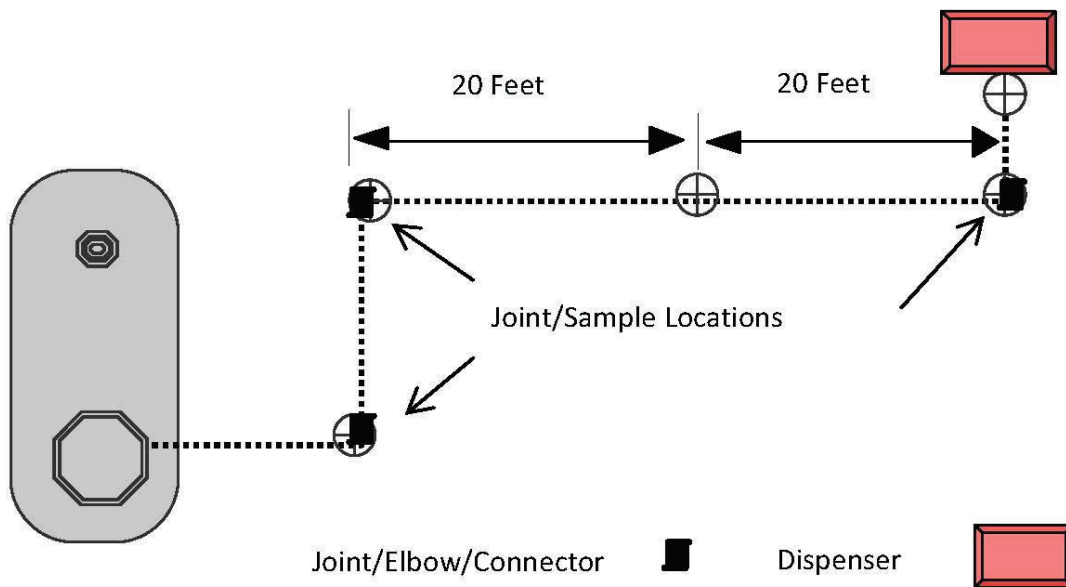 20 Feet
20 Feet
Joint/Sample Locations
Joint/Elbow/Connector
Dispenser